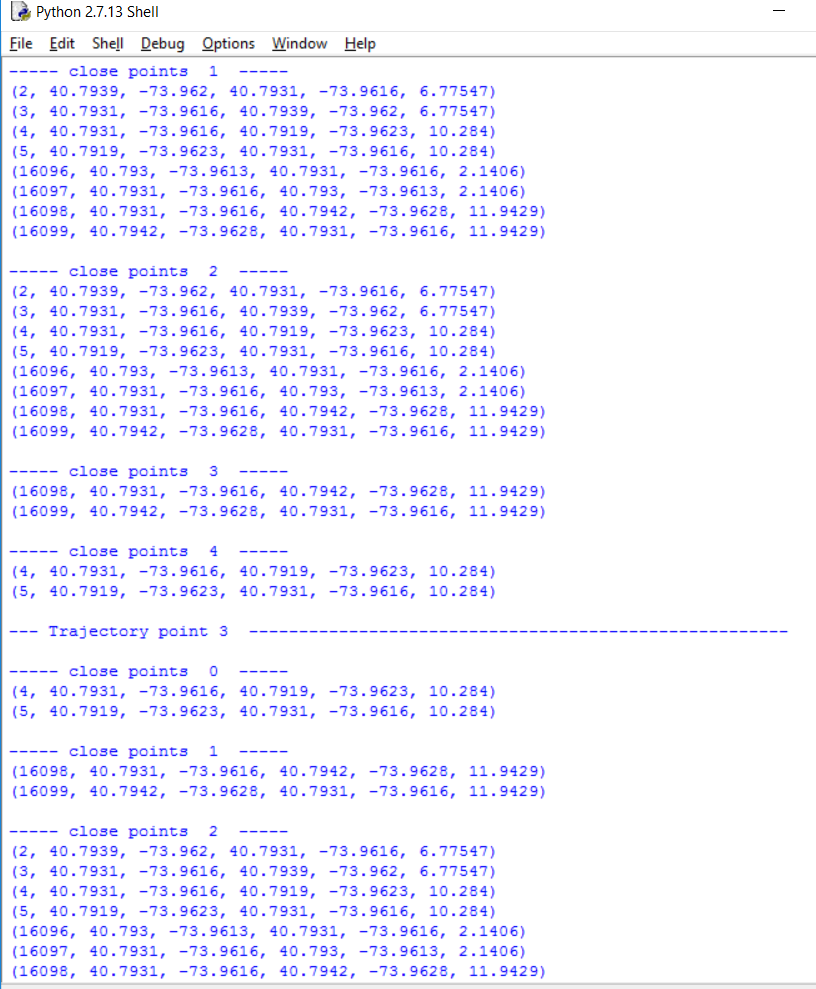 Python 2.7.13 Shell
File Edit Shell Debug Options Window Help
----- close points  1  -----
(2, 40.7939, -73.962, 40.7931, -73.9616, 6.77547)
(3, 40.7931, -73.9616, 40.7939, -73.962, 6.77547)
(4, 40.7931, -73.9616, 40.7919, -73.9623, 10.284)
(5, 40.7919, -73.9623, 40.7931, -73.9616, 10.284)
(16096, 40.793, -73.9613, 40.7931, -73.9616, 2.1406)
(16097, 40.7931, -73.9616, 40.793, -73.9613, 2.1406)
(16098, 40.7931, -73.9616, 40.7942, -73.9628, 11.9429)
(16099, 40.7942, -73.9628, 40.7931, -73.9616, 11.9429)
----- close points  2  -----
(2, 40.7939, -73.962, 40.7931, -73.9616, 6.77547)
(3, 40.7931, -73.9616, 40.7939, -73.962, 6.77547)
(4, 40.7931, -73.9616, 40.7919, -73.9623, 10.284)
(5, 40.7919, -73.9623, 40.7931, -73.9616, 10.284)
(16096, 40.793, -73.9613, 40.7931, -73.9616, 2.1406)
(16097, 40.7931, -73.9616, 40.793, -73.9613, 2.1406)
(16098, 40.7931, -73.9616, 40.7942, -73.9628, 11.9429)
(16099, 40.7942, -73.9628, 40.7931, -73.9616, 11.9429)
----- close points  3  -----
(16098, 40.7931, -73.9616, 40.7942, -73.9628, 11.9429)
(16099, 40.7942, -73.9628, 40.7931, -73.9616, 11.9429)
----- close points  4  -----
(4, 40.7931, -73.9616, 40.7919, -73.9623, 10.284)
(5, 40.7919, -73.9623, 40.7931, -73.9616, 10.284)
--- Trajectory point 3  ------------------------------------------------------
----- close points  0  -----
(4, 40.7931, -73.9616, 40.7919, -73.9623, 10.284)
(5, 40.7919, -73.9623, 40.7931, -73.9616, 10.284)
----- close points  1  -----
(16098, 40.7931, -73.9616, 40.7942, -73.9628, 11.9429)
(16099, 40.7942, -73.9628, 40.7931, -73.9616, 11.9429)
----- close points  2  -----
(2, 40.7939, -73.962, 40.7931, -73.9616, 6.77547)
(3, 40.7931, -73.9616, 40.7939, -73.962, 6.77547)
(4, 40.7931, -73.9616, 40.7919, -73.9623, 10.284)
(5, 40.7919, -73.9623, 40.7931, -73.9616, 10.284)
(16096, 40.793, -73.9613, 40.7931, -73.9616, 2.1406)
(16097, 40.7931, -73.9616, 40.793, -73.9613, 2.1406)
(16098, 40.7931, -73.9616, 40.7942, -73.9628, 11.9429)